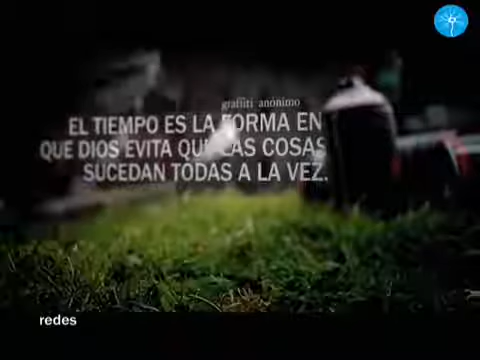 graffiti anónimo
EL TIEMPO ES LA FORMA EN
QUE DIOS EVITA QUE LAS COSAS
SUCEDAN TODAS A LA VEZ.
redes